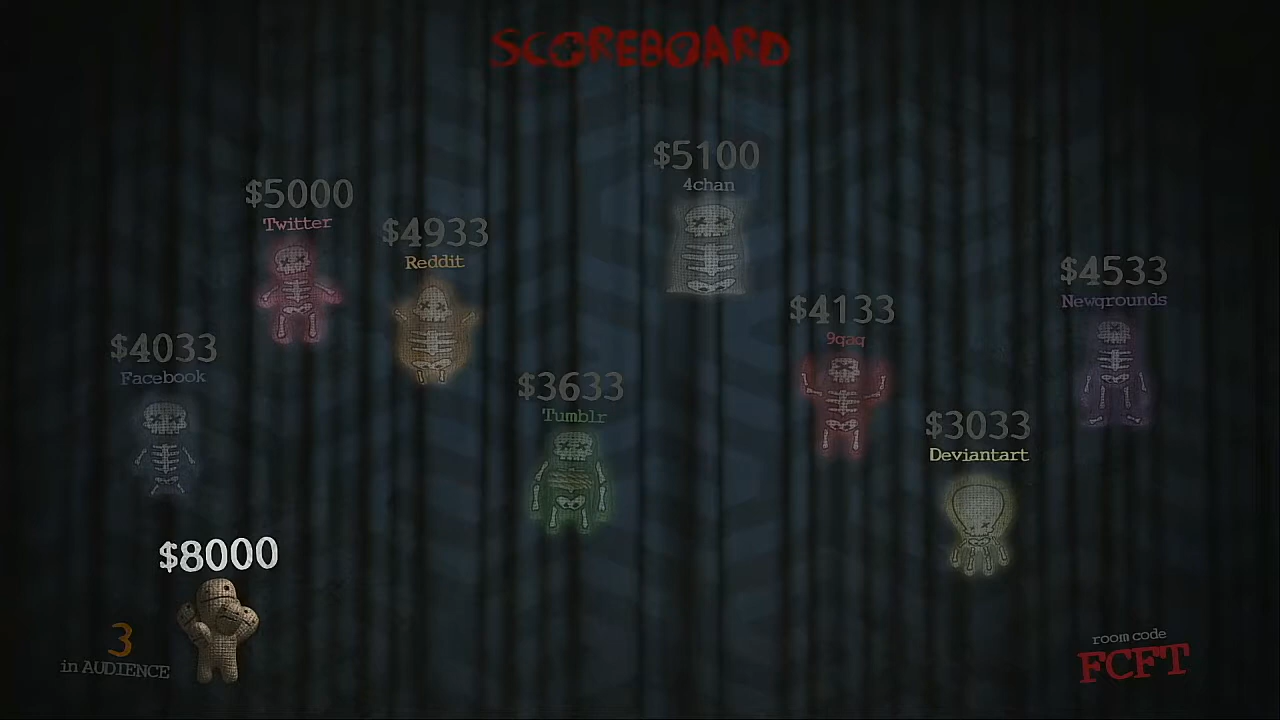 SCOREBOARD
$5100
4chan
$5000
Twitter
$4933
Reddit
$4533
Newgrounds
$4133
9gag
$4033
Facebook
$3633
Tumblr
$3033
Deviantart
$8000
3
in AUDIENCE
room code
FCFT